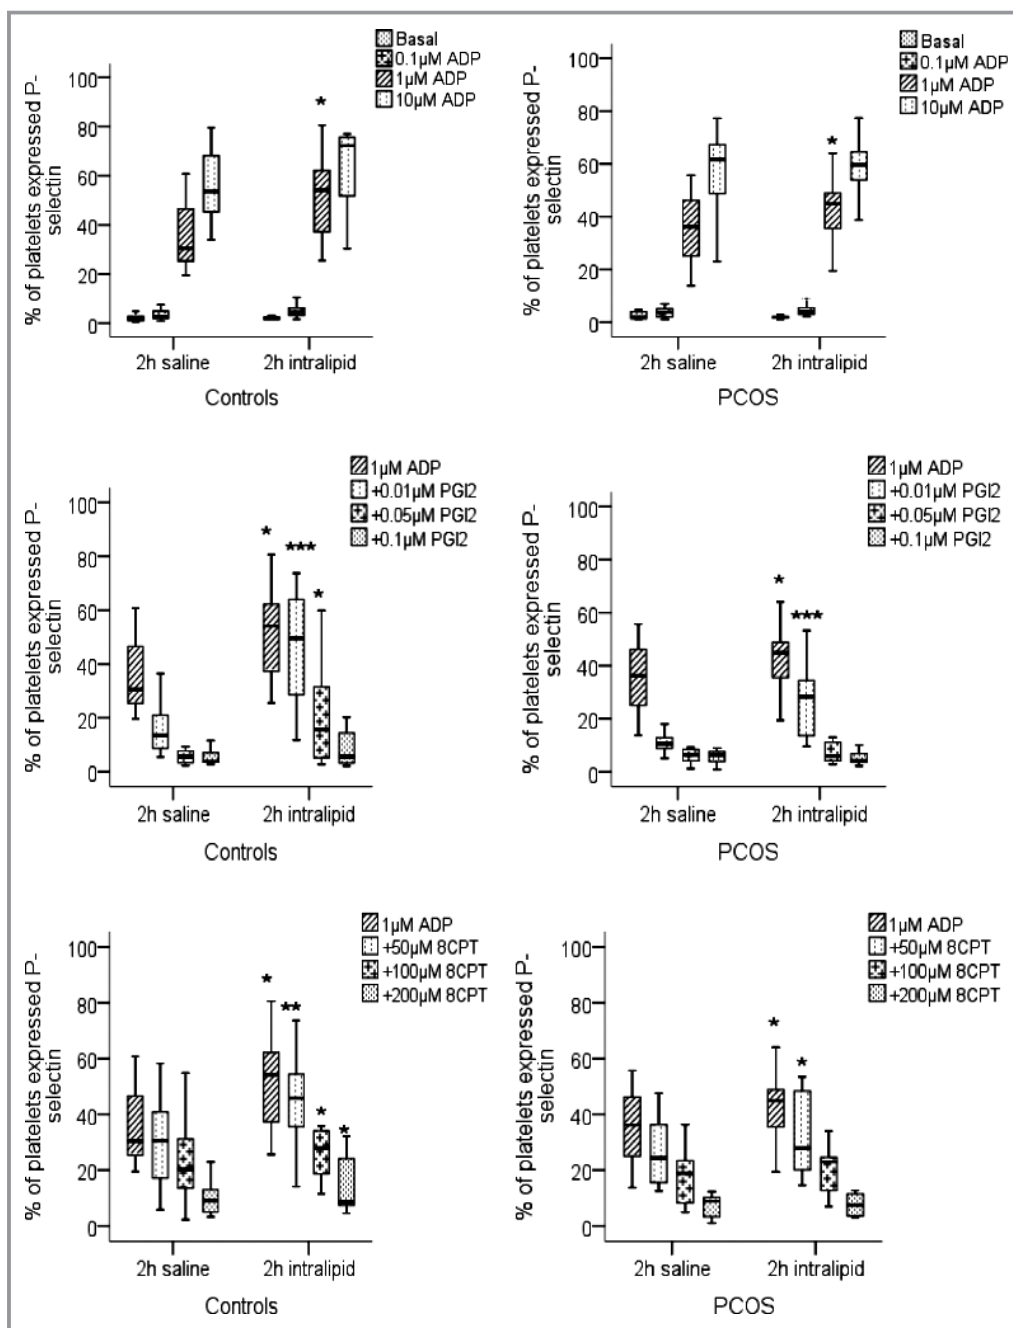 Basal
0.1µM ADP
1µM ADP
10µM ADP
% of platelets expressed P-
selectin
100
80
60
40
20
0
*
2h saline 2h intralipid
Controls
Basal
0.1µM ADP
1µM ADP
10µM ADP
% of platelets expressed P-
selectin
100
80
60
40
20
0
*
2h saline 2h intralipid
PCOS
1µM ADP
+0.01µM PGI2
+0.05µM PGI2
+0.1µM PGI2
% of platelets expressed P-
selectin
100
80
60
40
20
0
* *** *
2h saline 2h intralipid
Controls
1µM ADP
+0.01µM PGI2
+0.05µM PGI2
+0.1µM PGI2
% of platelets expressed P-
selectin
100
80
60
40
20
0
* ***
2h saline 2h intralipid
PCOS
1µM ADP
+50µM 8CPT
+100µM 8CPT
+200µM 8CPT
% of platelets expressed P-
selectin
100
80
60
40
20
0
* ** * *
2h saline 2h intralipid
Controls
1µM ADP
+50µM 8CPT
+100µM 8CPT
+200µM 8CPT
% of platelets expressed P-
selectin
100
80
60
40
20
0
* *
2h saline 2h intralipid
PCOS